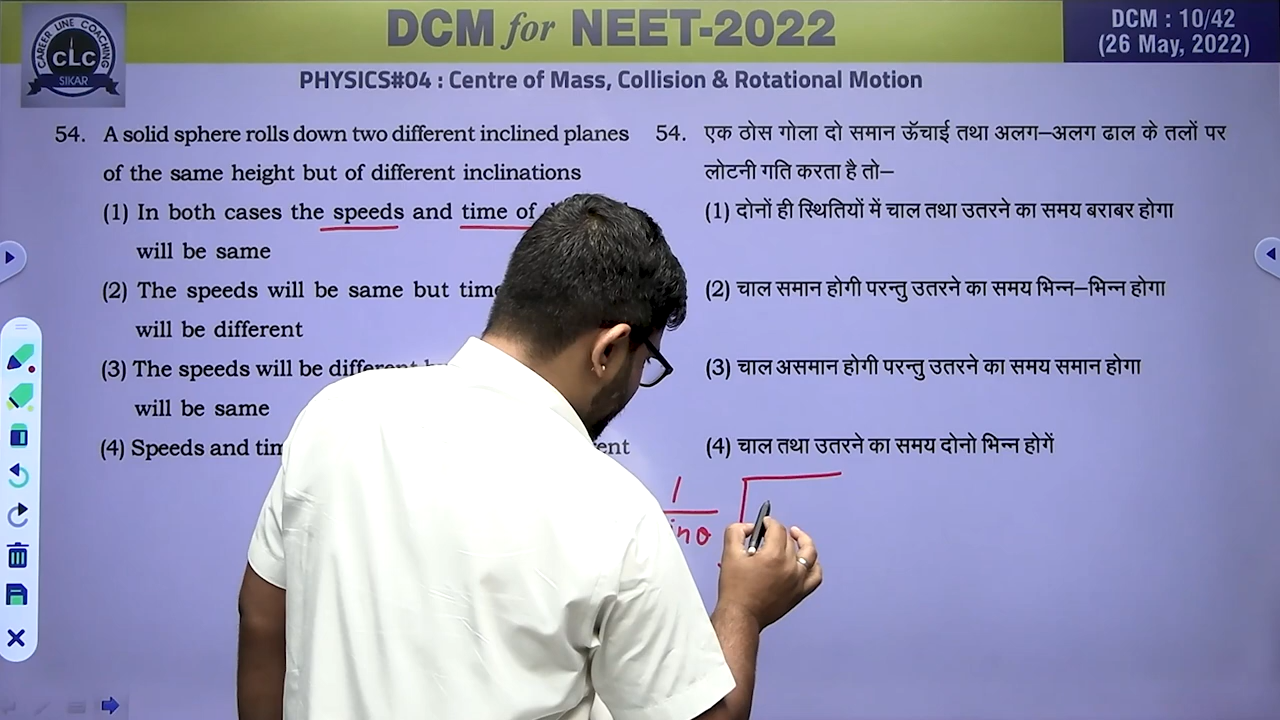 DCM for NEET-2022
DCM : 10/42
(26 May, 2022)
CAREER LINE COACHING
CLC
SIKAR
PHYSICS#04 : Centre of Mass, Collision & Rotational Motion
54. A solid sphere rolls down two different inclined planes
of the same height but of different inclinations
(1) In both cases the speeds and time of
will be same
(2) The speeds will be same but time
will be different
(3) The speeds will be different
will be same
(4) Speeds and
54. एक ठोस गोला दो समान ऊँचाई तथा अलग–अलग ढाल के तलों पर
लोटनी गति करता है तो–
(1) दोनों ही स्थितियों में चाल तथा उतरने का समय बराबर होगा
(2) चाल समान होगी परन्तु उतरने का समय भिन्न–भिन्न होगा
(3) चाल असमान होगी परन्तु उतरने का समय समान होगा
(4) चाल तथा उतरने का समय दोनो भिन्न होगें
1
inθ